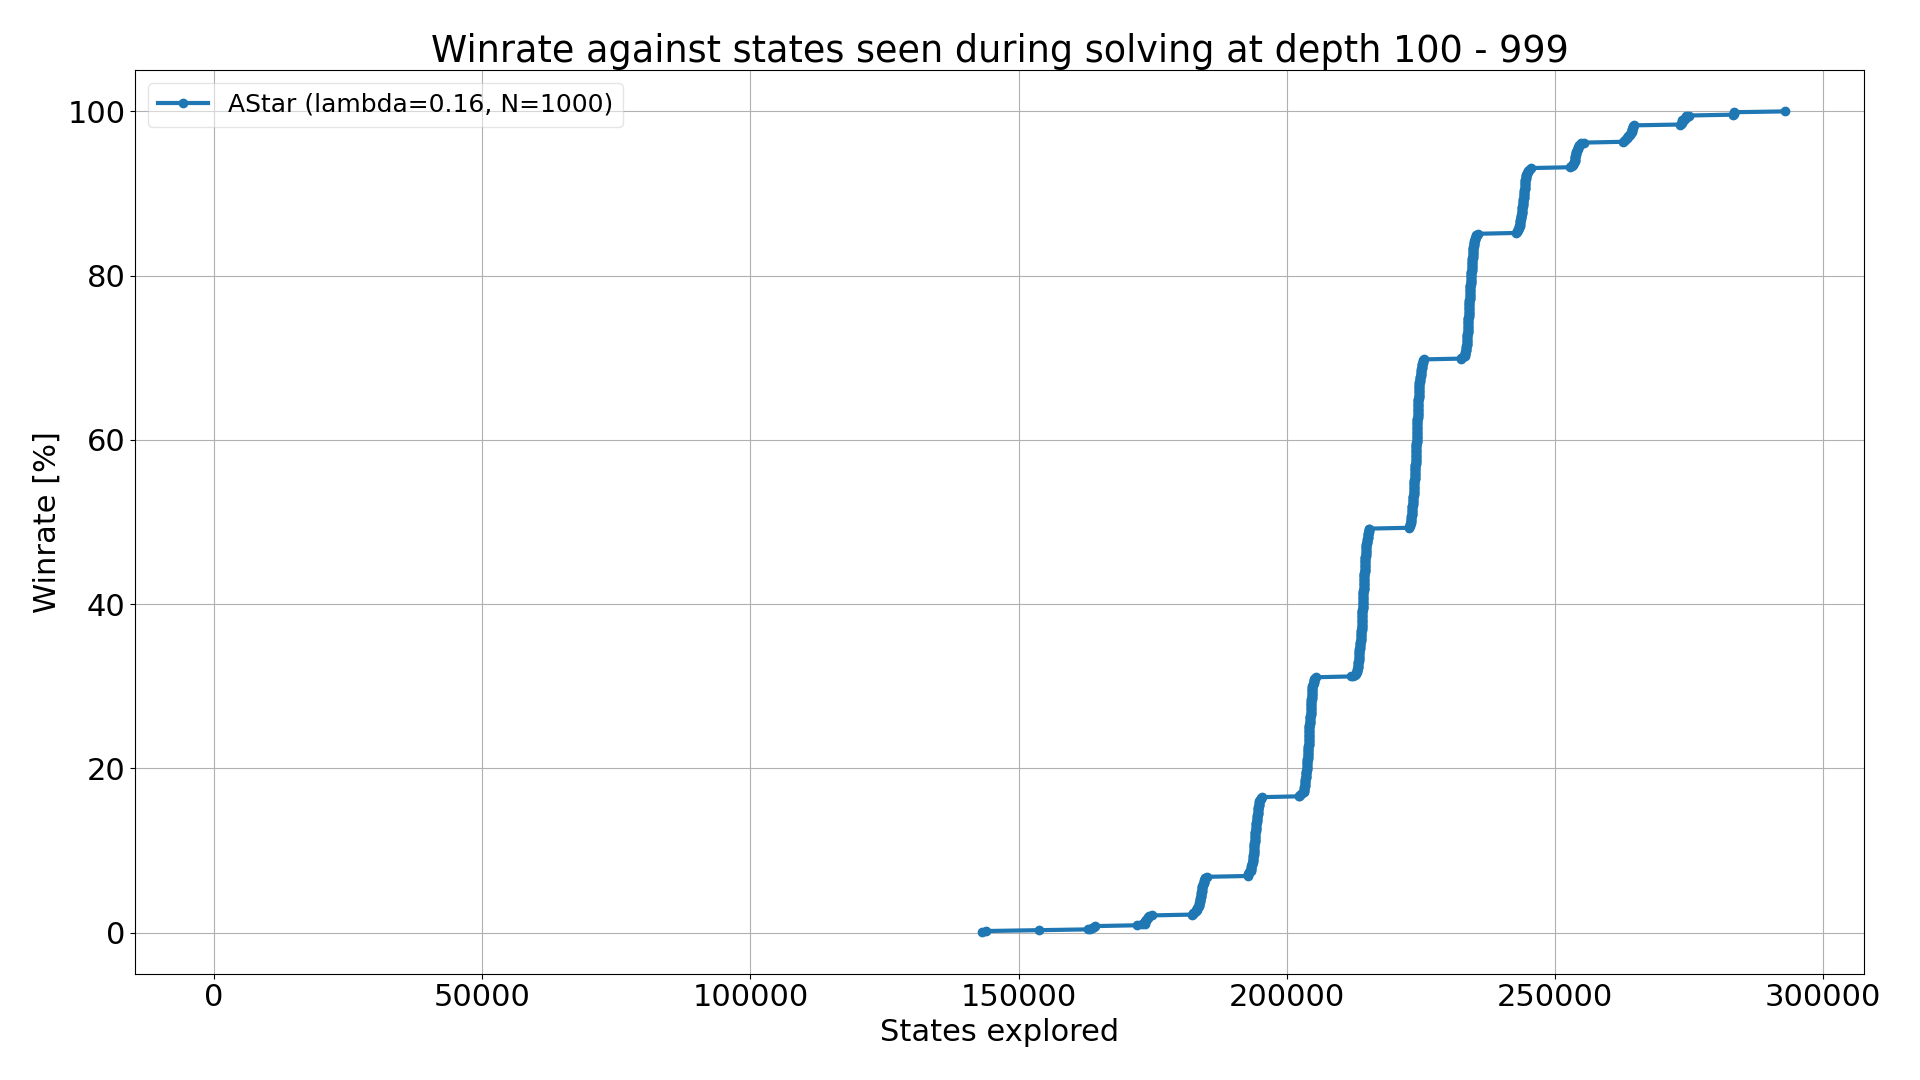 Winrate against states seen during solving at depth 100 - 999
AStar (lambda=0.16, N=1000)
Winrate [%]
100
80
60
40
20
0
0 50000 100000 150000 200000 250000 300000
States explored